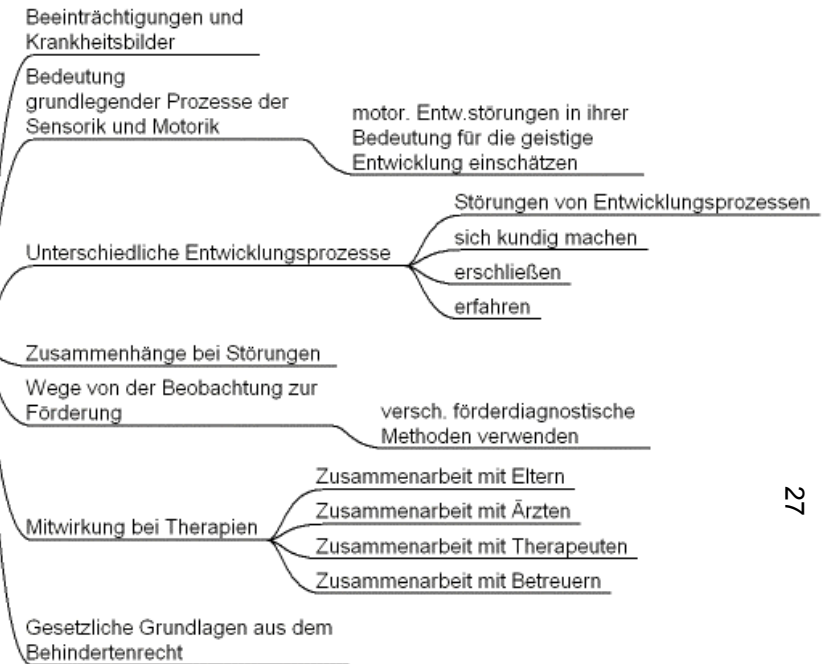 Beeinträchtigungen und
Krankheitsbilder
Bedeutung
grundlegender Prozesse der
Sensorik und Motorik
motor. Entw.störungen in ihrer
Bedeutung für die geistige
Entwicklung einschätzen
Unterschiedliche Entwicklungsprozesse
Störungen von Entwicklungsprozessen
sich kundig machen
erschließen
erfahren
Zusammenhänge bei Störungen
Wege von der Beobachtung zur
Förderung
versch. förderdiagnostische
Methoden verwenden
Mitwirkung bei Therapien
Zusammenarbeit mit Eltern
Zusammenarbeit mit Ärzten
Zusammenarbeit mit Therapeuten
Zusammenarbeit mit Betreuern
Gesetzliche Grundlagen aus dem
Behindertenrecht
27